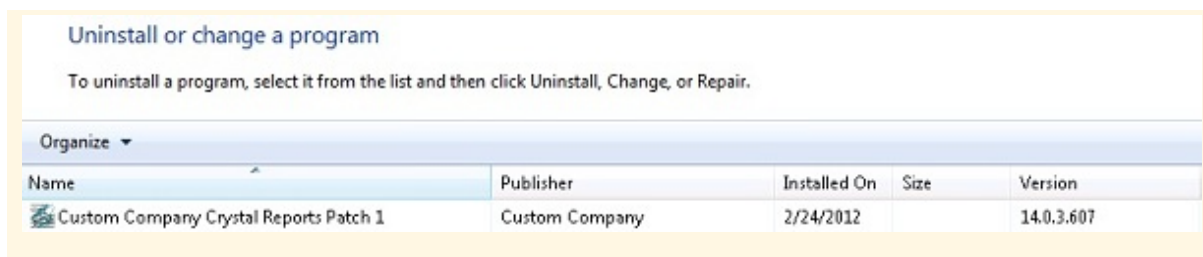 Uninstall or change a program
To uninstall a program, select it from the list and then click Uninstall, Change, or Repair.
Organize
Name Publisher Installed On Size Version
Custom Company Crystal Reports Patch 1 Custom Company 2/24/2012 14.0.3.607